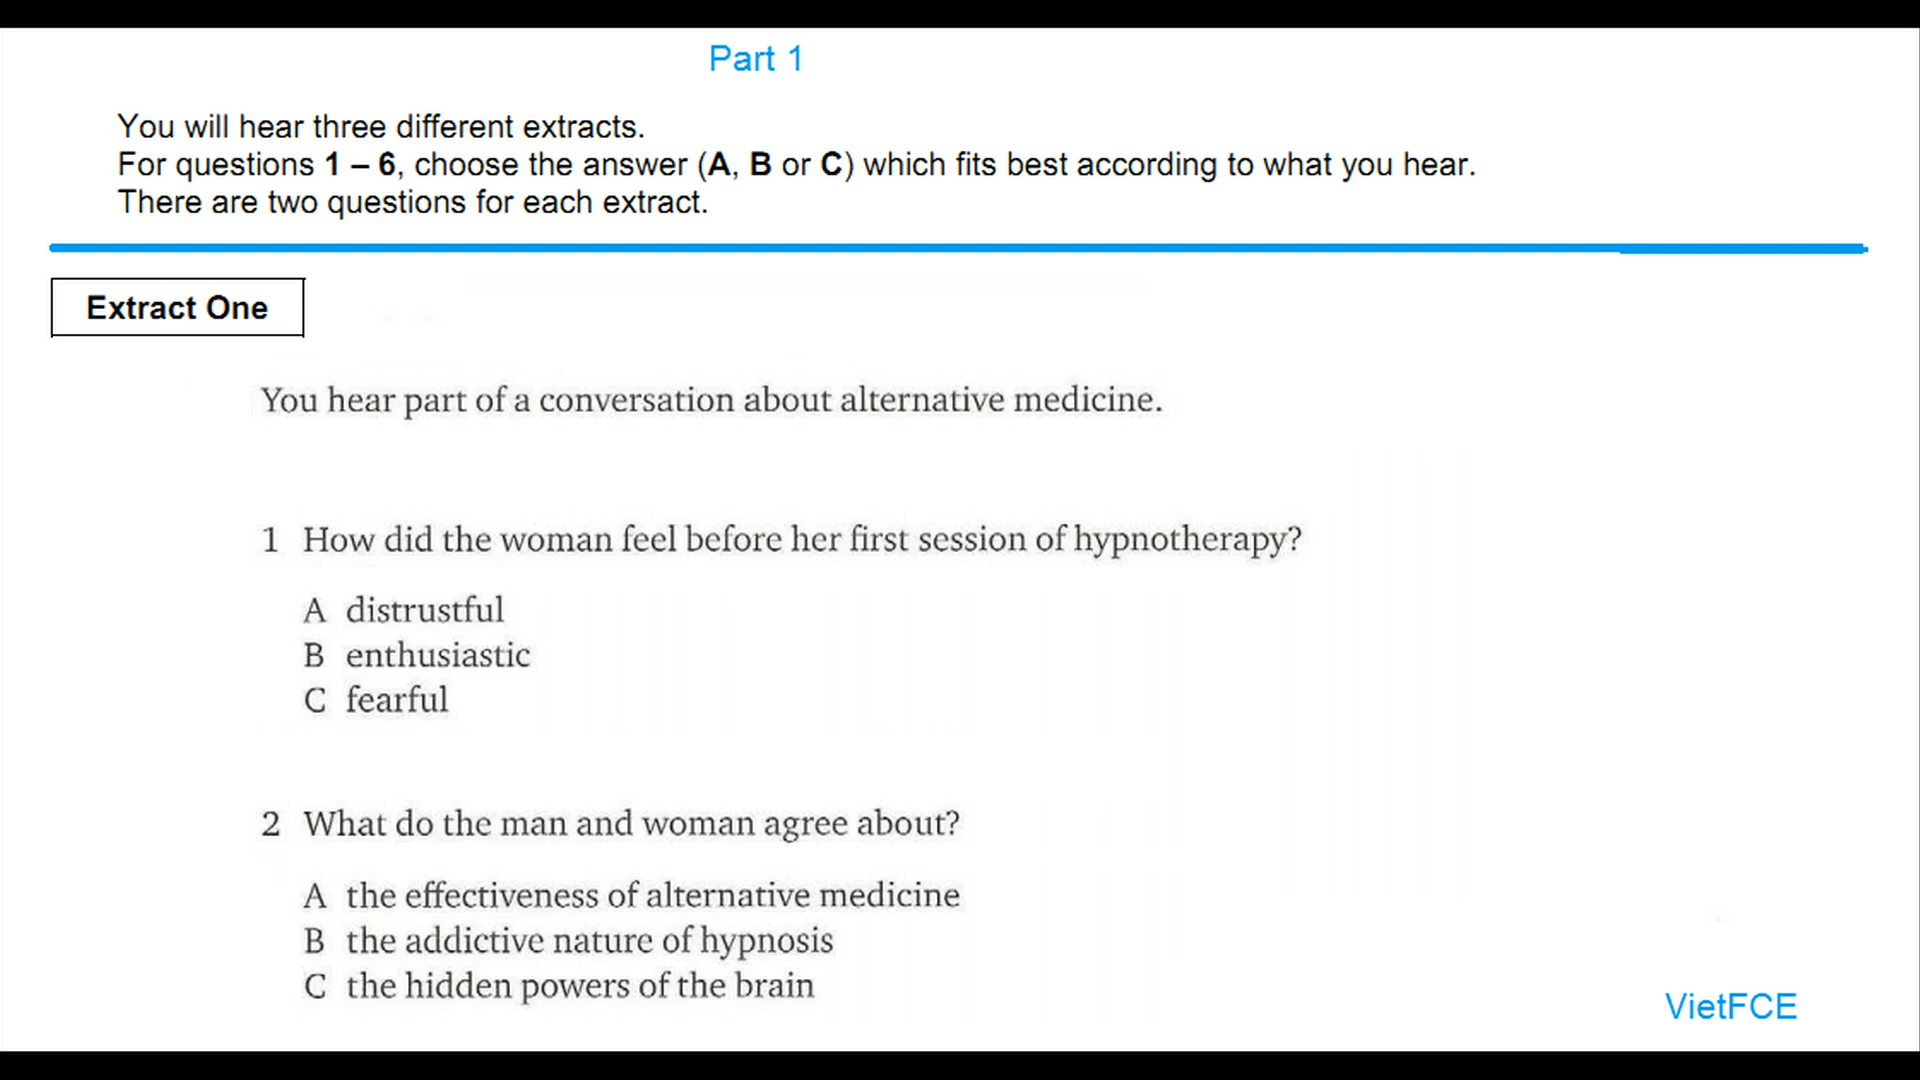 Part 1
You will hear three different extracts.
For questions 1 – 6, choose the answer (A, B or C) which fits best according to what you hear.
There are two questions for each extract.
Extract One
You hear part of a conversation about alternative medicine.
1 How did the woman feel before her first session of hypnotherapy?
A distrustful
B enthusiastic
C fearful
2 What do the man and woman agree about?
A the effectiveness of alternative medicine
B the addictive nature of hypnosis
C the hidden powers of the brain
VietFCE